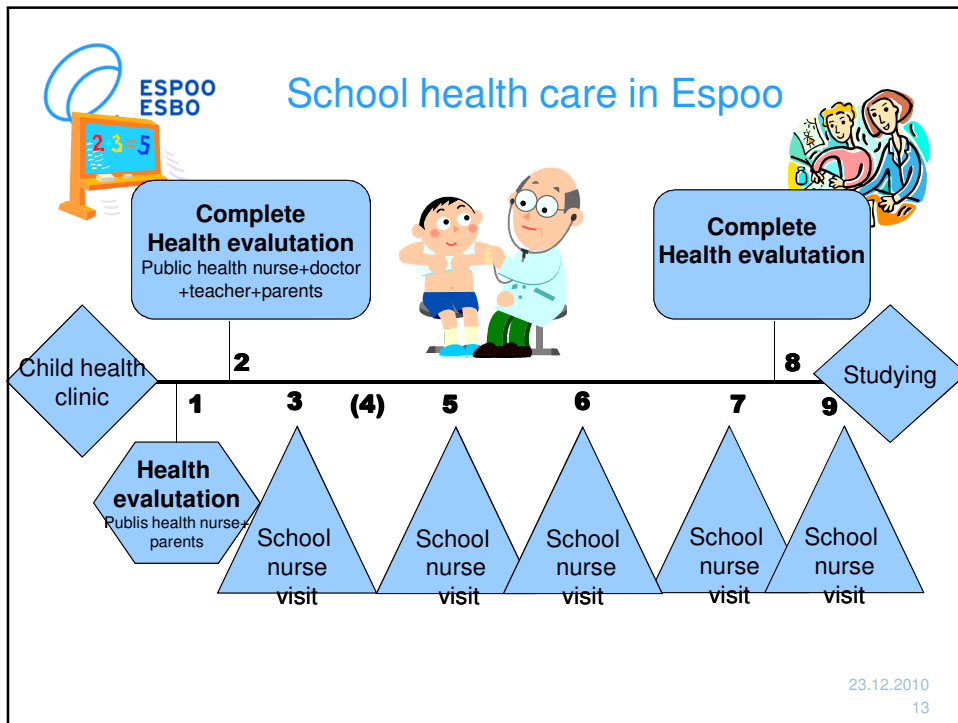 ESPOO
ESBO
School health care in Espoo
2 3 = 5
Complete
Health evalutation
Public health nurse+doctor
+teacher+parents
Complete
Health evalutation
Child health
clinic
2
8
Studying
1
3
(4)
5
6
7
9
Health
evalutation
Publis health nurse+
parents
School
nurse
visit
School
nurse
visit
School
nurse
visit
School
nurse
visit
School
nurse
visit
23.12.2010
13